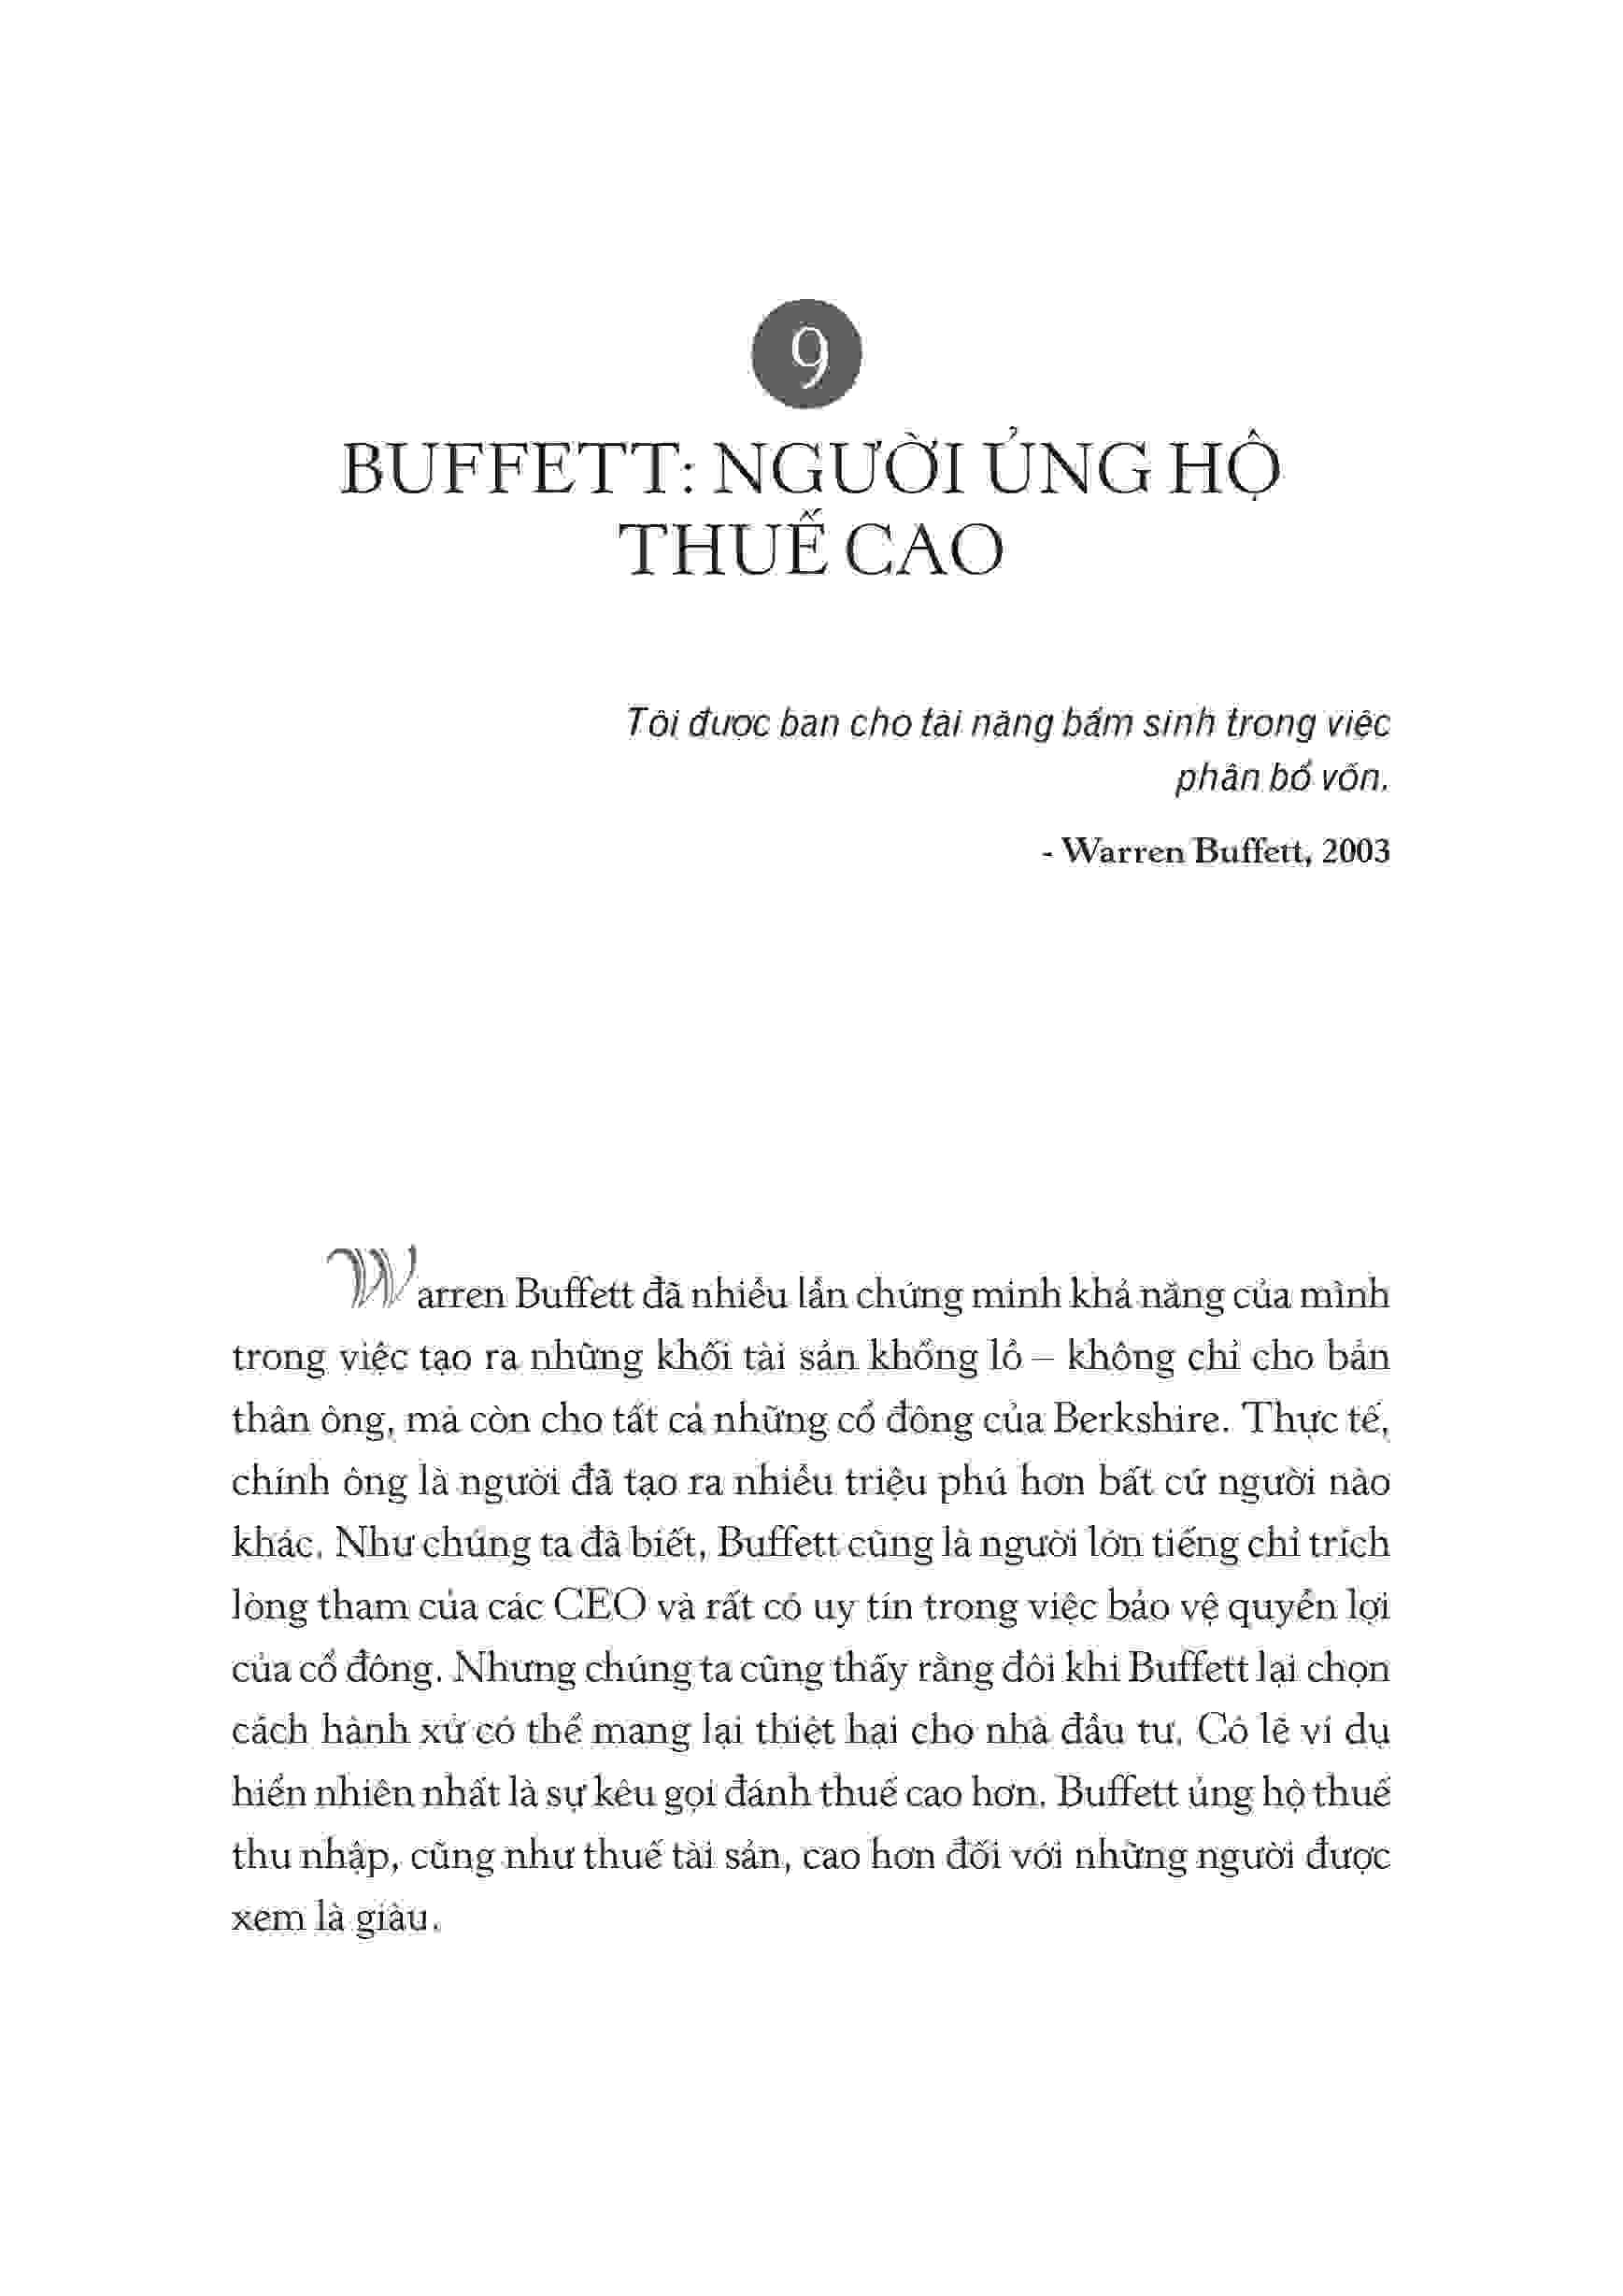 9
BUFFETT: NGƯỜI ỦNG HỘ
THUẾ CAO
Tôi được ban cho tài năng bẩm sinh trong việc
phân bổ vốn.
- Warren Buffett, 2003
Warren Buffett đã nhiều lần chứng minh khả năng của mình
trong việc tạo ra những khối tài sản khổng lồ – không chỉ cho bản
thân ông, mà còn cho tất cả những cổ đông của Berkshire. Thực tế,
chính ông là người đã tạo ra nhiều triệu phú hơn bất cứ người nào
khác. Như chúng ta đã biết, Buffett cũng là người lớn tiếng chỉ trích
lòng tham của các CEO và rất có uy tín trong việc bảo vệ quyền lợi
của cổ đông. Nhưng chúng ta cũng thấy rằng đôi khi Buffett lại chọn
cách hành xử có thể mang lại thiệt hại cho nhà đầu tư. Có lẽ ví dụ
hiển nhiên nhất là sự kêu gọi đánh thuế cao hơn. Buffett ủng hộ thuế
thu nhập, cũng như thuế tài sản, cao hơn đối với những người được
xem là giàu.